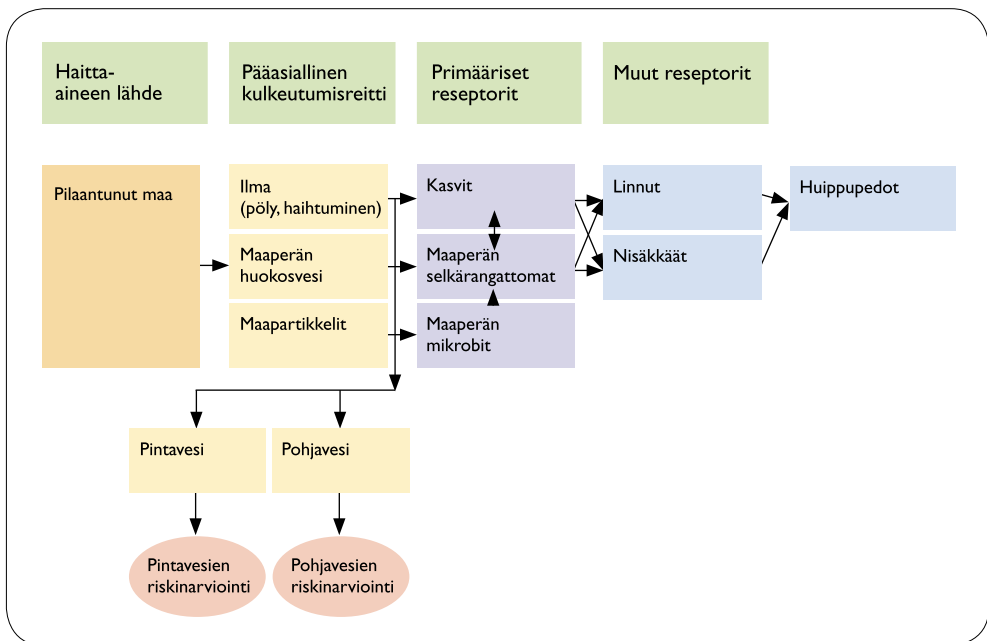 Haitta-
aineen lähde
Pääasiallinen
kulkeutumisreitti
Primääriset
reseptorit
Muut reseptorit
Pilaantunut maa
Ilma
(pöly, haihtuminen)
Kasvit
Linnut
Huippupedot
Maaperän
huokosvesi
Maaperän
selkärangattomat
Nisäkkäät
Maapartikkelit
Maaperän
mikrobit
Pintavesi
Pohjavesi
Pintavesien
riskinarviointi
Pohjavesien
riskinarviointi